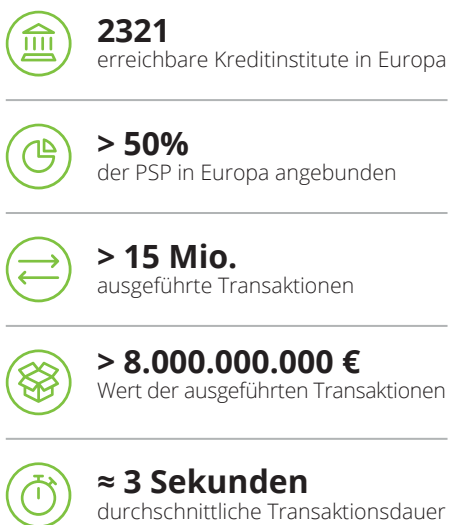 2321
erreichbare Kreditinstitute in Europa
> 50%
der PSP in Europa angebunden
> 15 Mio.
ausgeführte Transaktionen
> 8.000.000.000 €
Wert der ausgeführten Transaktionen
≈ 3 Sekunden
durchschnittliche Transaktionsdauer